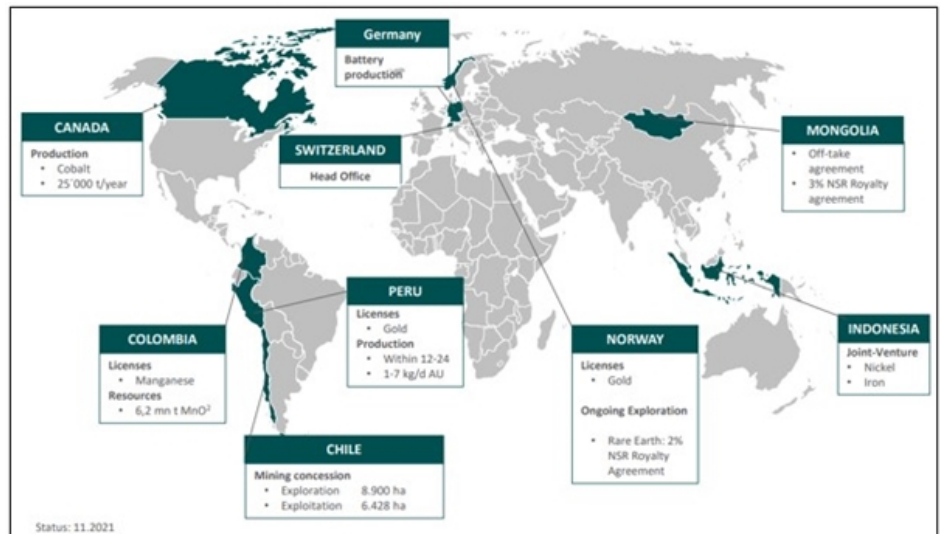 Germany
Battery
production
CANADA
Production
• Cobalt
• 25´000 t/year
SWITZERLAND
Head Office
MONGOLIA
• Off-take
agreement
• 3% NSR Royalty
agreement
PERU
Licenses
• Gold
Production
• Within 12-24
• 1-7 kg/d AU
COLOMBIA
Licenses
• Manganese
Resources
• 6,2 mn t MnO²
NORWAY
Licenses
• Gold
Ongoing Exploration
• Rare Earth: 2%
NSR Royalty
Agreement
INDONESIA
Joint-Venture
• Nickel
• Iron
CHILE
Mining concession
• Exploration 8.900 ha
• Exploitation 6.428 ha
Status: 11.2021